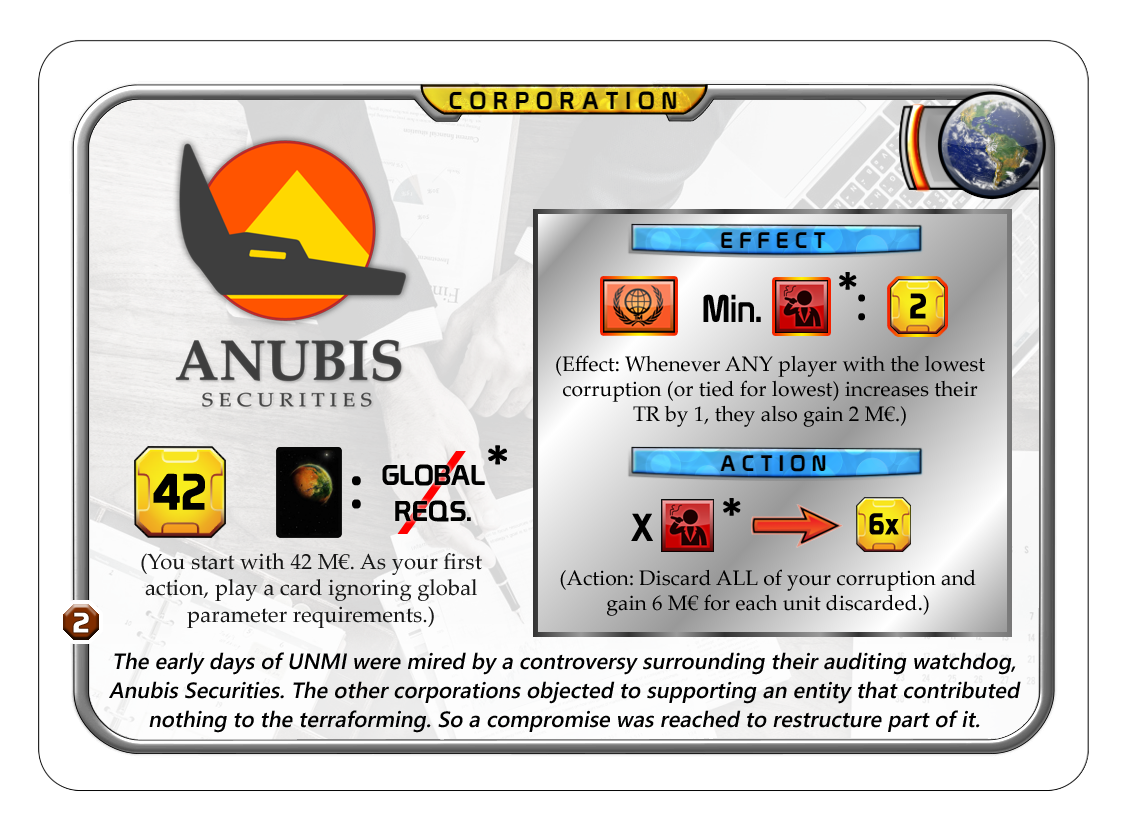 CORPORATION
ANUBIS
SECURITIES
42
: GLOBAL *
REQS.
(You start with 42 M€. As your first
action, play a card ignoring global
parameter requirements.)
2
EFFECT
Min. * : 2
(Effect: Whenever ANY player with the lowest
corruption (or tied for lowest) increases their
TR by 1, they also gain 2 M€.)
ACTION
X * 6x
(Action: Discard ALL of your corruption and
gain 6 M€ for each unit discarded.)
The early days of UNMI were mired by a controversy surrounding their auditing watchdog,
Anubis Securities. The other corporations objected to supporting an entity that contributed
nothing to the terraforming. So a compromise was reached to restructure part of it.